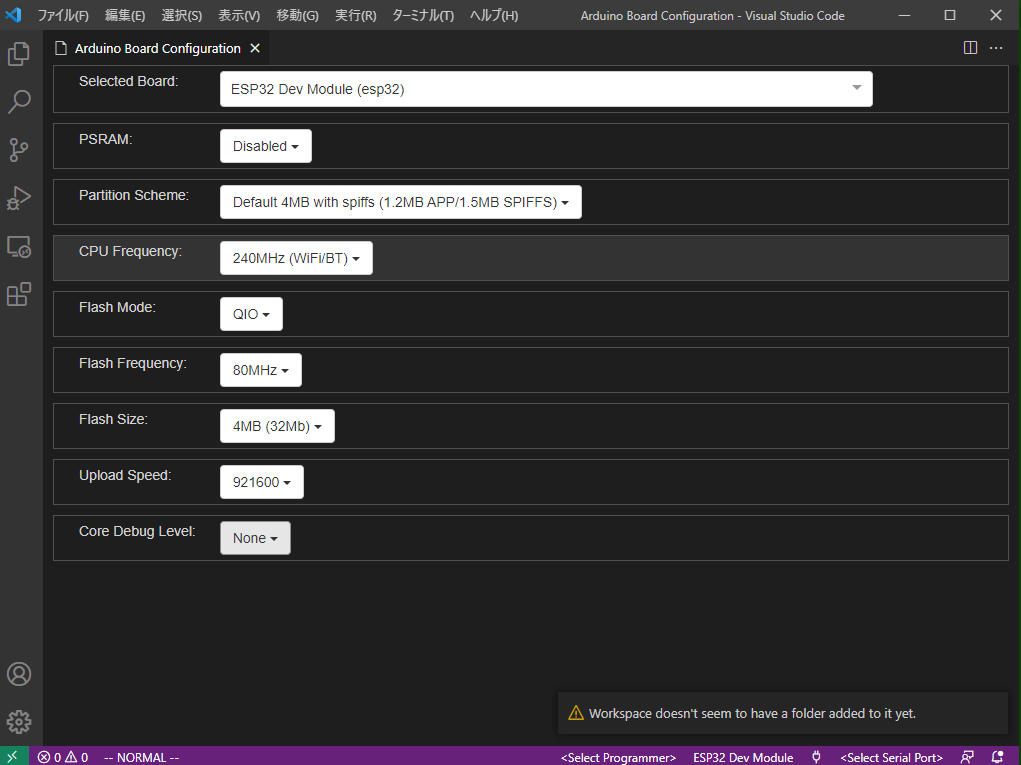 ファイル(F) 編集(E) 選択(S) 表示(V) 移動(G) 実行(R) ターミナル(T) ヘルプ(H) Arduino Board Configuration - Visual Studio Code
Arduino Board Configuration
Selected Board: ESP32 Dev Module (esp32)
PSRAM: Disabled
Partition Scheme: Default 4MB with spiffs (1.2MB APP/1.5MB SPIFFS)
CPU Frequency: 240MHz (WiFi/BT)
Flash Mode: QIO
Flash Frequency: 80MHz
Flash Size: 4MB (32Mb)
Upload Speed: 921600
Core Debug Level: None
Workspace doesn't seem to have a folder added to it yet.
0 0 -- NORMAL -- <Select Programmer> ESP32 Dev Module <Select Serial Port>